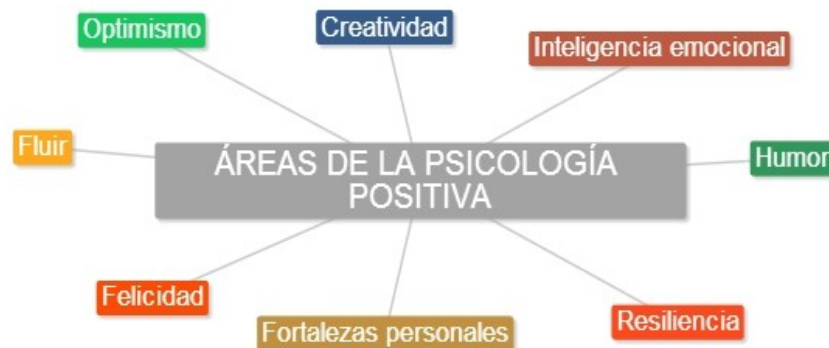 Optimismo
Creatividad
Inteligencia emocional
Fluir
ÁREAS DE LA PSICOLOGÍA
POSITIVA
Humor
Felicidad
Fortalezas personales
Resiliencia